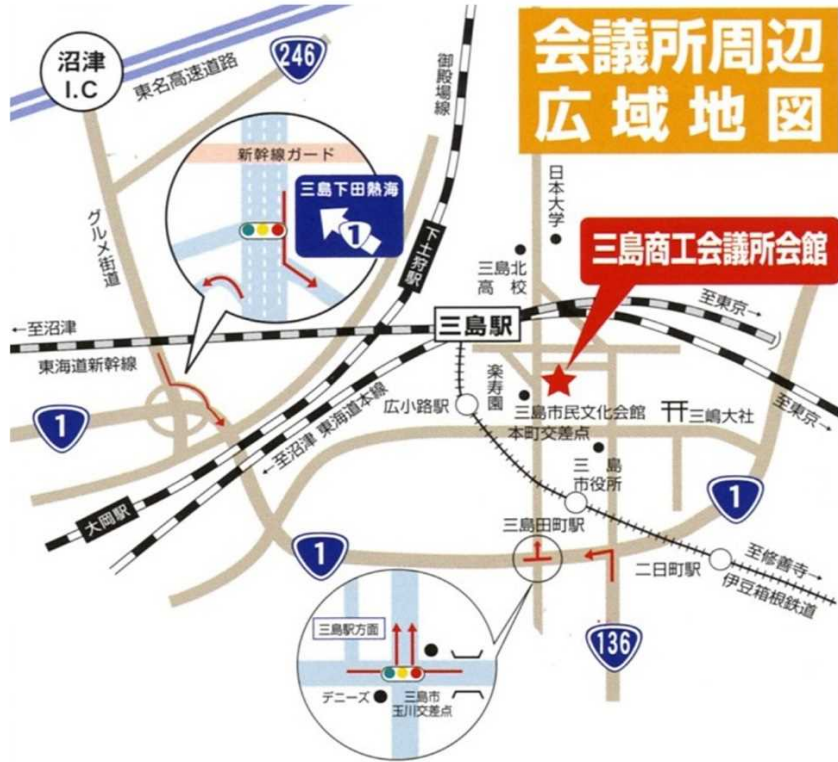 会議所周辺
広域地図
沼津
I.C
246
東名高速道路
御殿場線
新幹線ガード
三島下田熱海
1
日本大学
グルメ街道
下土狩駅
三島北
高校
三島商工会議所会館
←至沼津
三島駅
至東京→
東海道新幹線
楽寿園
1
広小路駅
三島市民文化会館
本町交差点
三嶋大社
至東京→
←至沼津 東海道本線
三島
市役所
大岡駅
1
三島田町駅
1
二日町駅
至修善寺→
伊豆箱根鉄道
三島駅方面
136
デニーズ
三島市
玉川交差点